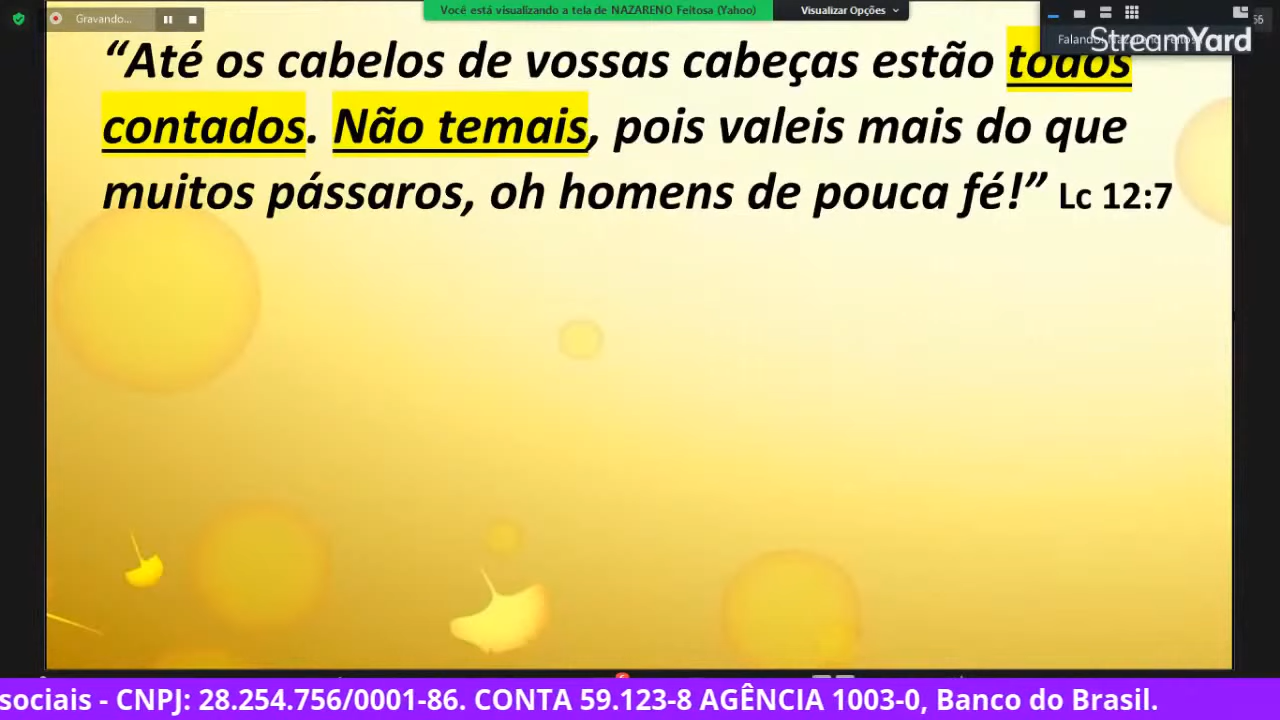 Gravando...
Você está visualizando a tela de NAZARENO Feitosa (Yahoo)
Visualizar Opções
56
StreamYard
“Até os cabelos de vossas cabeças estão todos
contados. Não temais, pois valeis mais do que
muitos pássaros, oh homens de pouca fé!” Lc 12:7
sociais - CNPJ: 28.254.756/0001-86. CONTA 59.123-8 AGÊNCIA 1003-0, Banco do Brasil.